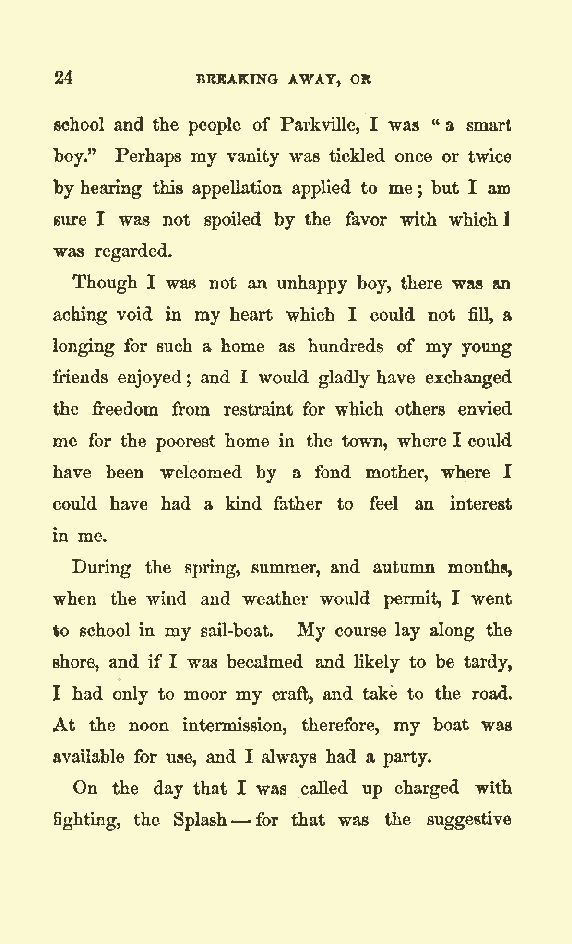 24 BREAKING AWAY, OR
school and the people of Parkville, I was “a smart
boy.” Perhaps my vanity was tickled once or twice
by hearing this appellation applied to me; but I am
sure I was not spoiled by the favor with which I
was regarded.
Though I was not an unhappy boy, there was an
aching void in my heart which I could not fill, a
longing for such a home as hundreds of my young
friends enjoyed; and I would gladly have exchanged
the freedom from restraint for which others envied
me for the poorest home in the town, where I could
have been welcomed by a fond mother, where I
could have had a kind father to feel an interest
in me.
During the spring, summer, and autumn months,
when the wind and weather would permit, I went
to school in my sail-boat. My course lay along the
shore, and if I was becalmed and likely to be tardy,
I had only to moor my craft, and take to the road.
At the noon intermission, therefore, my boat was
available for use, and I always had a party.
On the day that I was called up charged with
fighting, the Splash — for that was the suggestive